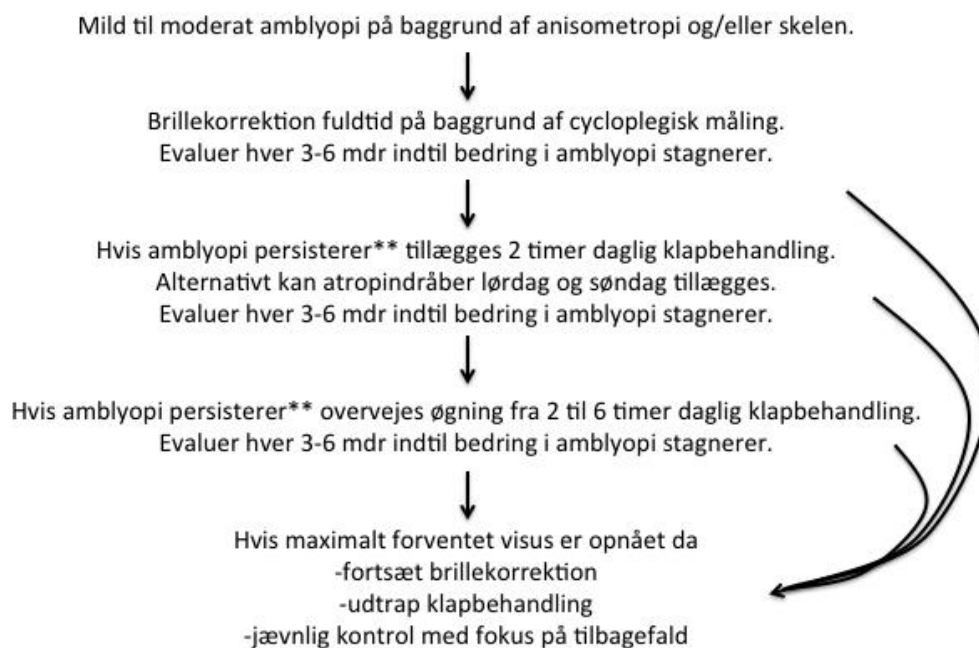 Mild til moderat amblyopi på baggrund af anisometropi og/eller skelen.
Brillekorrektion fuldtid på baggrund af cycloplegisk måling.
Evaluer hver 3-6 mdr indtil bedring i amblyopi stagnerer.
Hvis amblyopi persisterer** tillægges 2 timer daglig klapbehandling.
Alternativt kan atropindråber lørdag og søndag tillægges.
Evaluer hver 3-6 mdr indtil bedring i amblyopi stagnerer.
Hvis amblyopi persisterer** overvejes øgning fra 2 til 6 timer daglig klapbehandling.
Evaluer hver 3-6 mdr indtil bedring i amblyopi stagnerer.
Hvis maximalt forventet visus er opnået da
-fortsæt brillekorrektion
-udtrap klapbehandling
-jævnlig kontrol med fokus på tilbagefald